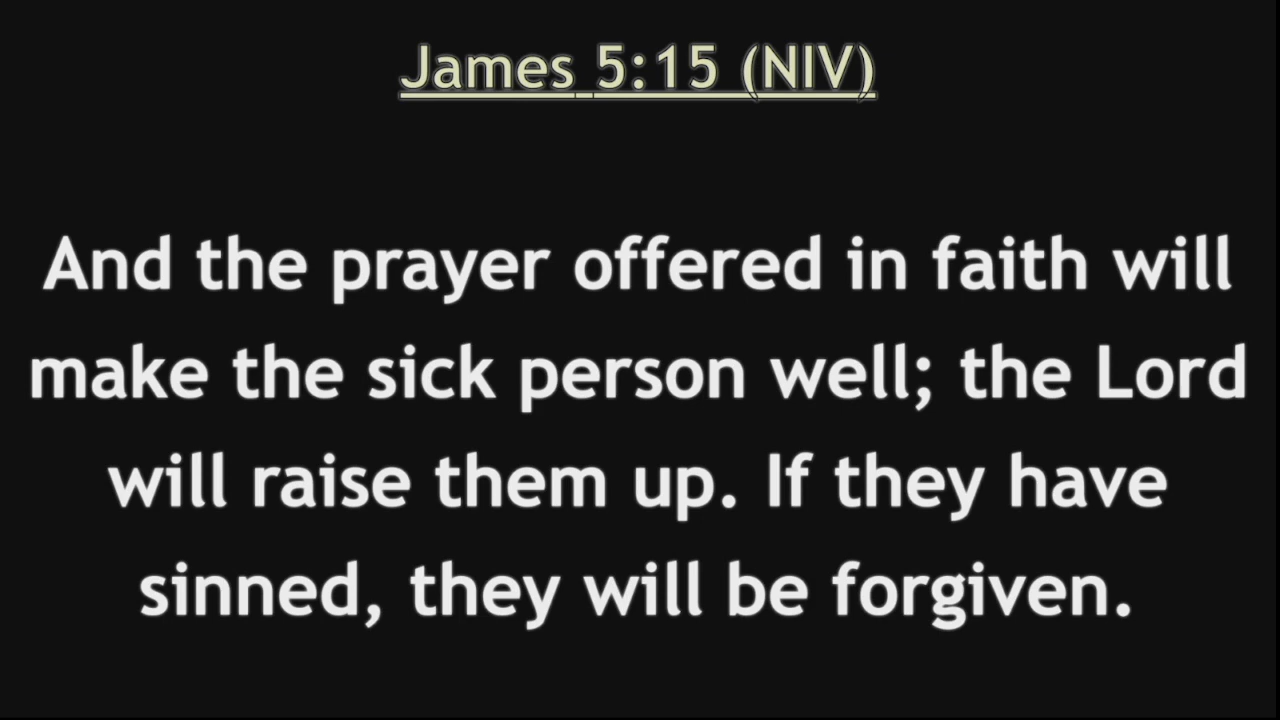 James 5:15 (NIV)
And the prayer offered in faith will
make the sick person well; the Lord
will raise them up. If they have
sinned, they will be forgiven.